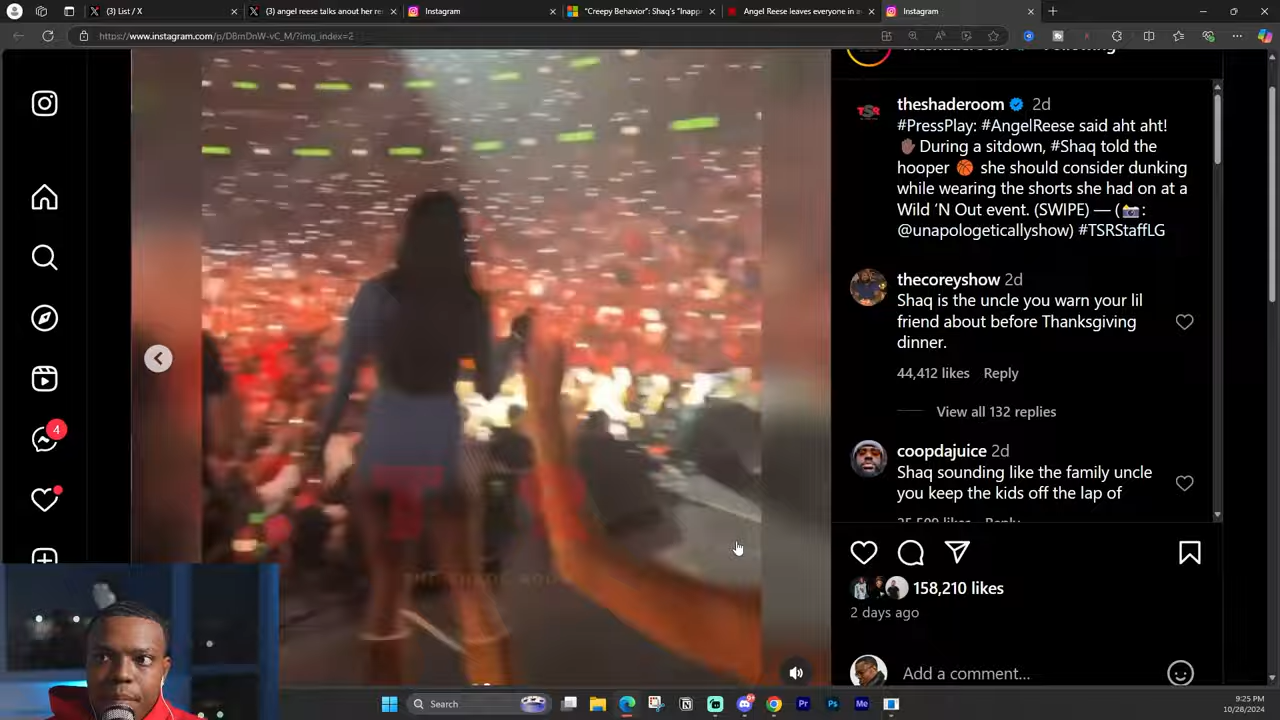 (3) List / X
(3) angel reese talks anout her re
Instagram
"Creepy Behavior": Shaq's "Inapp
Angel Reese leaves everyone in a
Instagram
https://www.instagram.com/p/DBmDnW-vC_M/?img_index=2
theshaderoom 2d
#PressPlay: #AngelReese said aht aht!
✋🏽 During a sitdown, #Shaq told the
hooper 🏀 she should consider dunking
while wearing the shorts she had on at a
Wild 'N Out event. (SWIPE) — (📸:
@unapologeticallyshow) #TSRStaffLG
thecoreyshow 2d
Shaq is the uncle you warn your lil
friend about before Thanksgiving
dinner.
44,412 likes Reply
View all 132 replies
coopdajuice 2d
Shaq sounding like the family uncle
you keep the kids off the lap of
4
158,210 likes
2 days ago
Add a comment...
Search
9:25 PM
10/28/2024